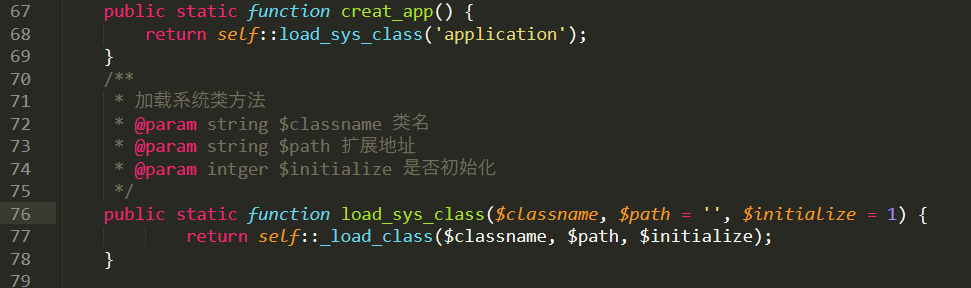 67 public static function creat_app() {
68 return self::load_sys_class('application');
69 }
70 /**
71 * 加载系统类方法
72 * @param string $classname 类名
73 * @param string $path 扩展地址
74 * @param intger $initialize 是否初始化
75 */
76 public static function load_sys_class($classname, $path = '', $initialize = 1) {
77 return self::_load_class($classname, $path, $initialize);
78 }
79